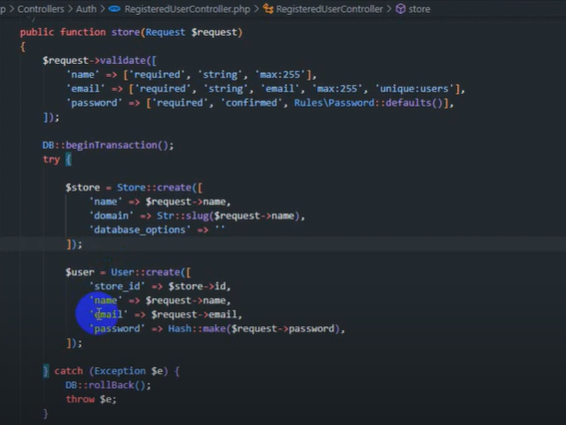 p > Controllers > Auth > RegisteredUserController.php > RegisteredUserController > store
*/
public function store(Request $request)
{
$request->validate([
'name' => ['required', 'string', 'max:255'],
'email' => ['required', 'string', 'email', 'max:255', 'unique:users'],
'password' => ['required', 'confirmed', Rules\Password::defaults()],
]);
DB::beginTransaction();
try {
$store = Store::create([
'name' => $request->name,
'domain' => Str::slug($request->name),
'database_options' => ''
]);
$user = User::create([
'store_id' => $store->id,
'name' => $request->name,
'email' => $request->email,
'password' => Hash::make($request->password),
]);
} catch (Exception $e) {
DB::rollBack();
throw $e;
}